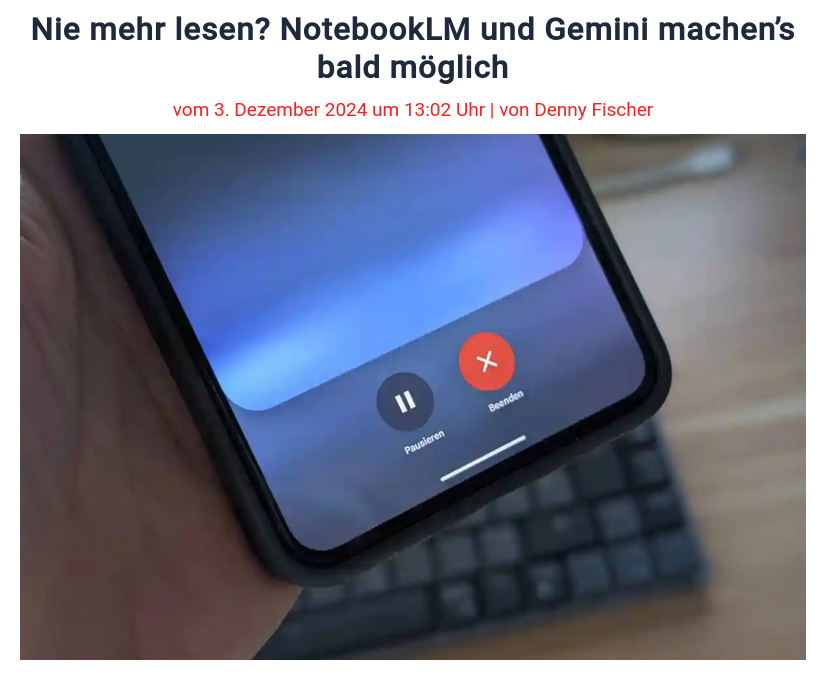 Nie mehr lesen? NotebookLM und Gemini machen’s
bald möglich
vom 3. Dezember 2024 um 13:02 Uhr | von Denny Fischer
Pausieren
Beenden